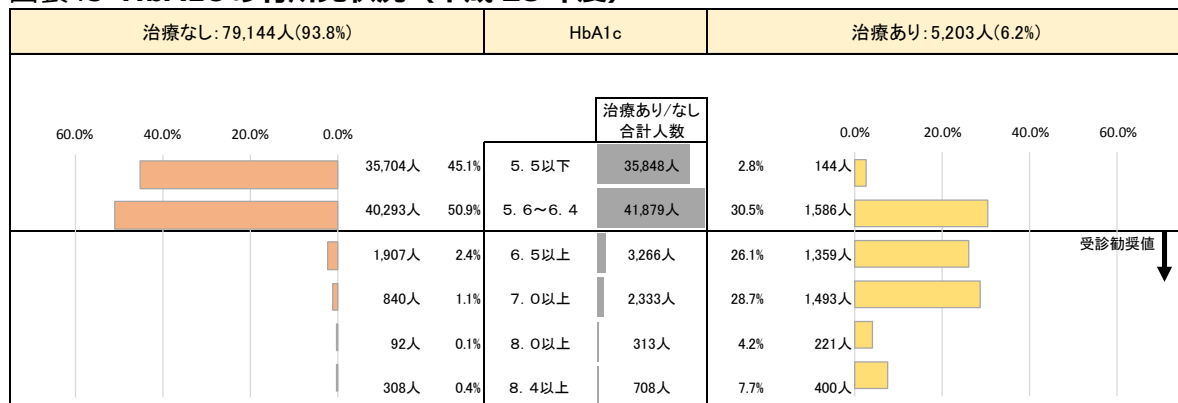 治療なし:79,144人(93.8%) HbA1c 治療あり:5,203人(6.2%)
治療あり/なし
合計人数
60.0% 40.0% 20.0% 0.0% 0.0% 20.0% 40.0% 60.0%
35,704人 45.1% 5.5以下 35,848人 2.8% 144人
40,293人 50.9% 5.6~6.4 41,879人 30.5% 1,586人
受診勧奨値
1,907人 2.4% 6.5以上 3,266人 26.1% 1,359人
840人 1.1% 7.0以上 2,333人 28.7% 1,493人
92人 0.1% 8.0以上 313人 4.2% 221人
308人 0.4% 8.4以上 708人 7.7% 400人